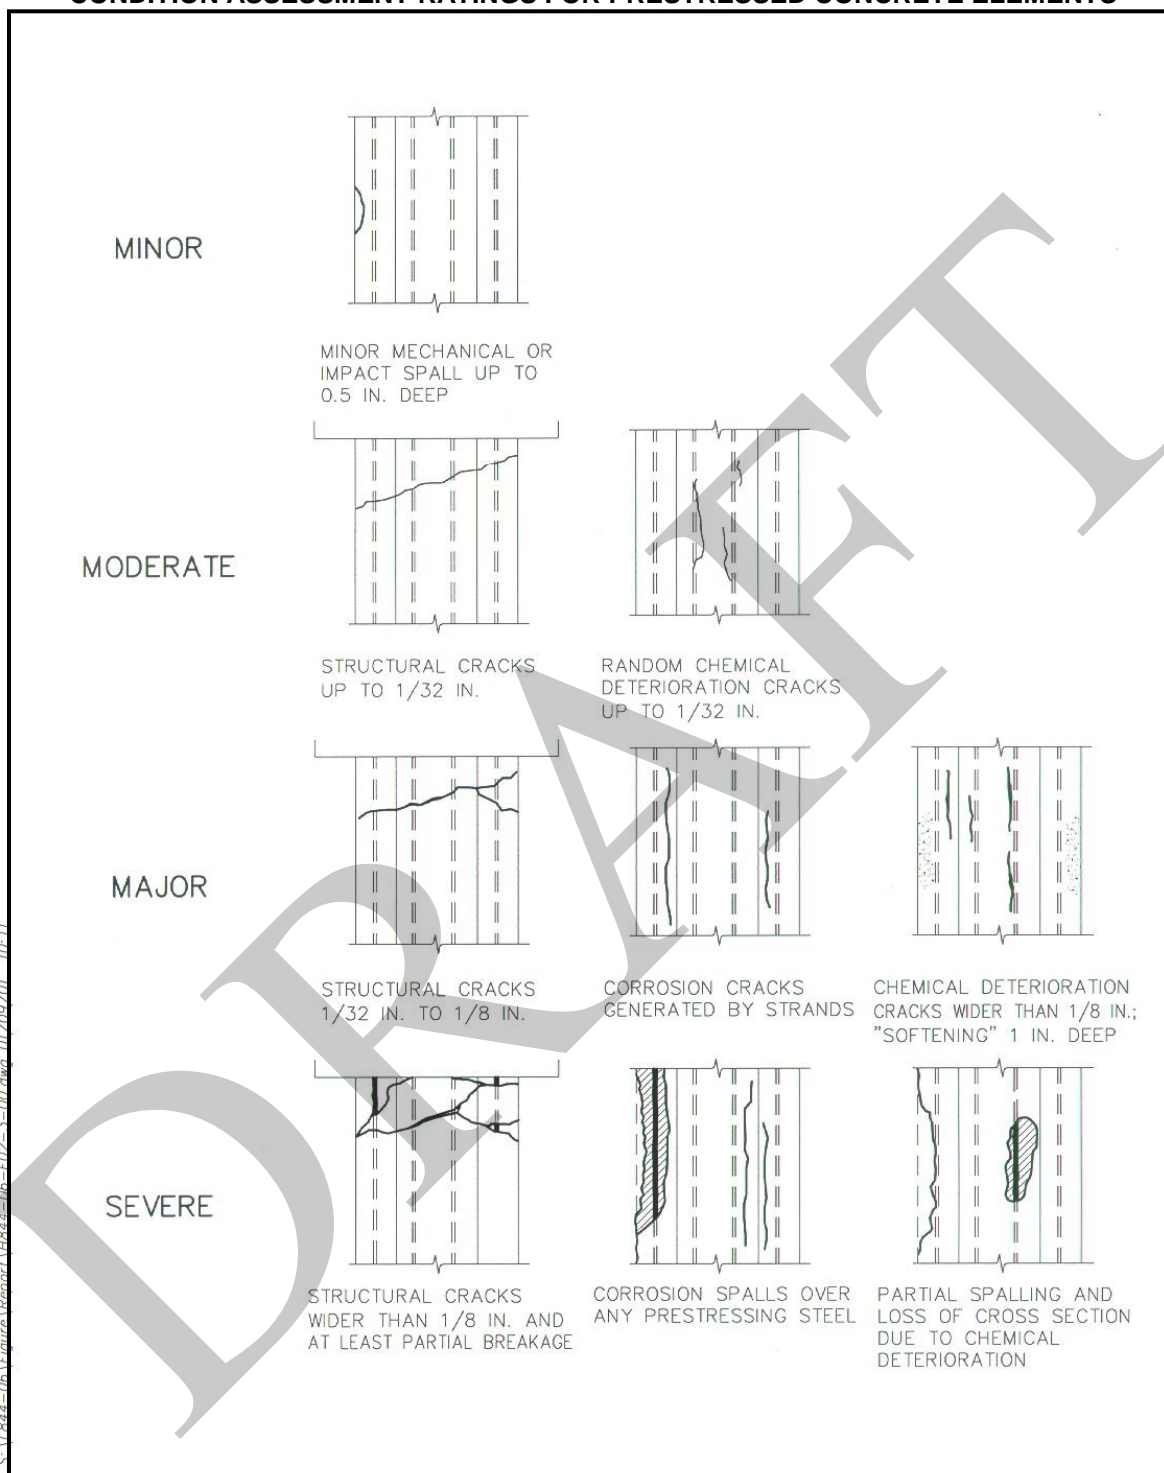 CONDITION ASSESSMENT RATINGS FOR PRESTRESSED CONCRETE ELEMENTS
MINOR
MINOR MECHANICAL OR
IMPACT SPALL UP TO
0.5 IN. DEEP
MODERATE
STRUCTURAL CRACKS
UP TO 1/32 IN.
RANDOM CHEMICAL
DETERIORATION CRACKS
UP TO 1/32 IN.
MAJOR
STRUCTURAL CRACKS
1/32 IN. TO 1/8 IN.
CORROSION CRACKS
GENERATED BY STRANDS
CHEMICAL DETERIORATION
CRACKS WIDER THAN 1/8 IN.;
"SOFTENING" 1 IN. DEEP
SEVERE
STRUCTURAL CRACKS
WIDER THAN 1/8 IN. AND
AT LEAST PARTIAL BREAKAGE
CORROSION SPALLS OVER
ANY PRESTRESSING STEEL
PARTIAL SPALLING AND
LOSS OF CROSS SECTION
DUE TO CHEMICAL
DETERIORATION
DRAFT